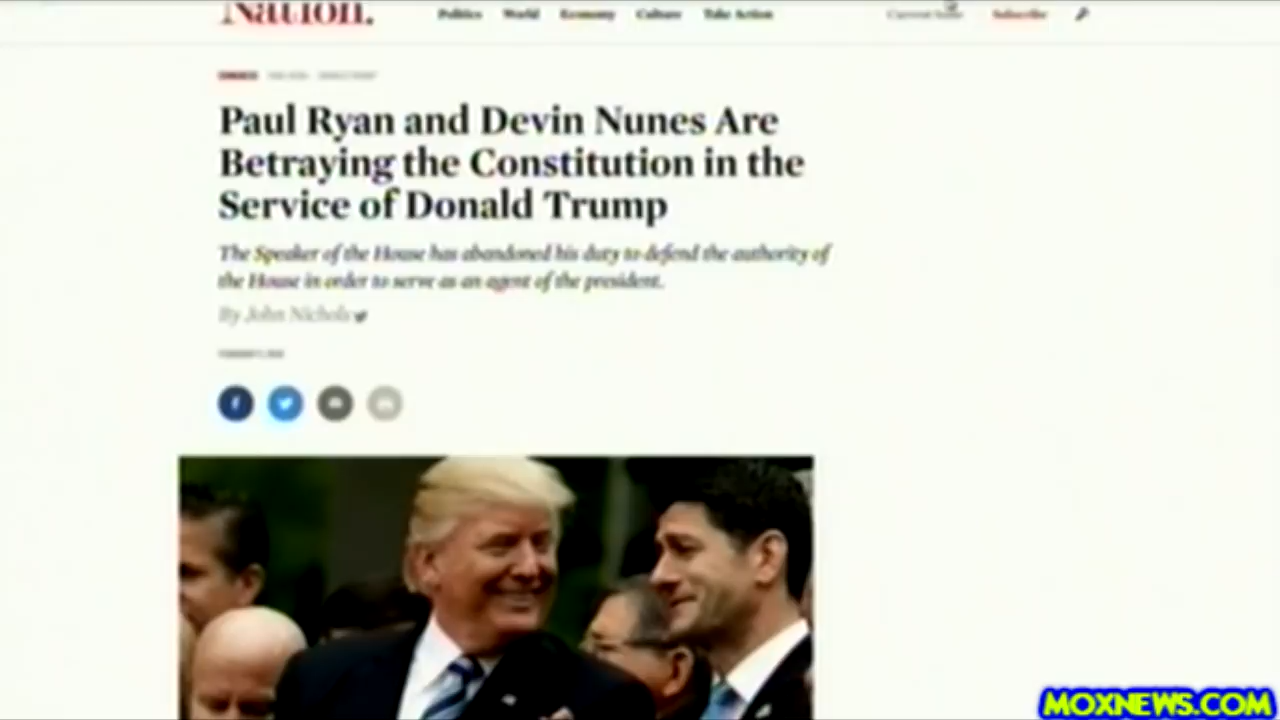 Nation.
Politics World Economy Culture Take Action
Current Issue Subscribe
Paul Ryan and Devin Nunes Are
Betraying the Constitution in the
Service of Donald Trump
The Speaker of the House has abandoned his duty to defend the authority of
the House in order to serve as an agent of the president.
By John Nichols
f
MOXNEWS.COM